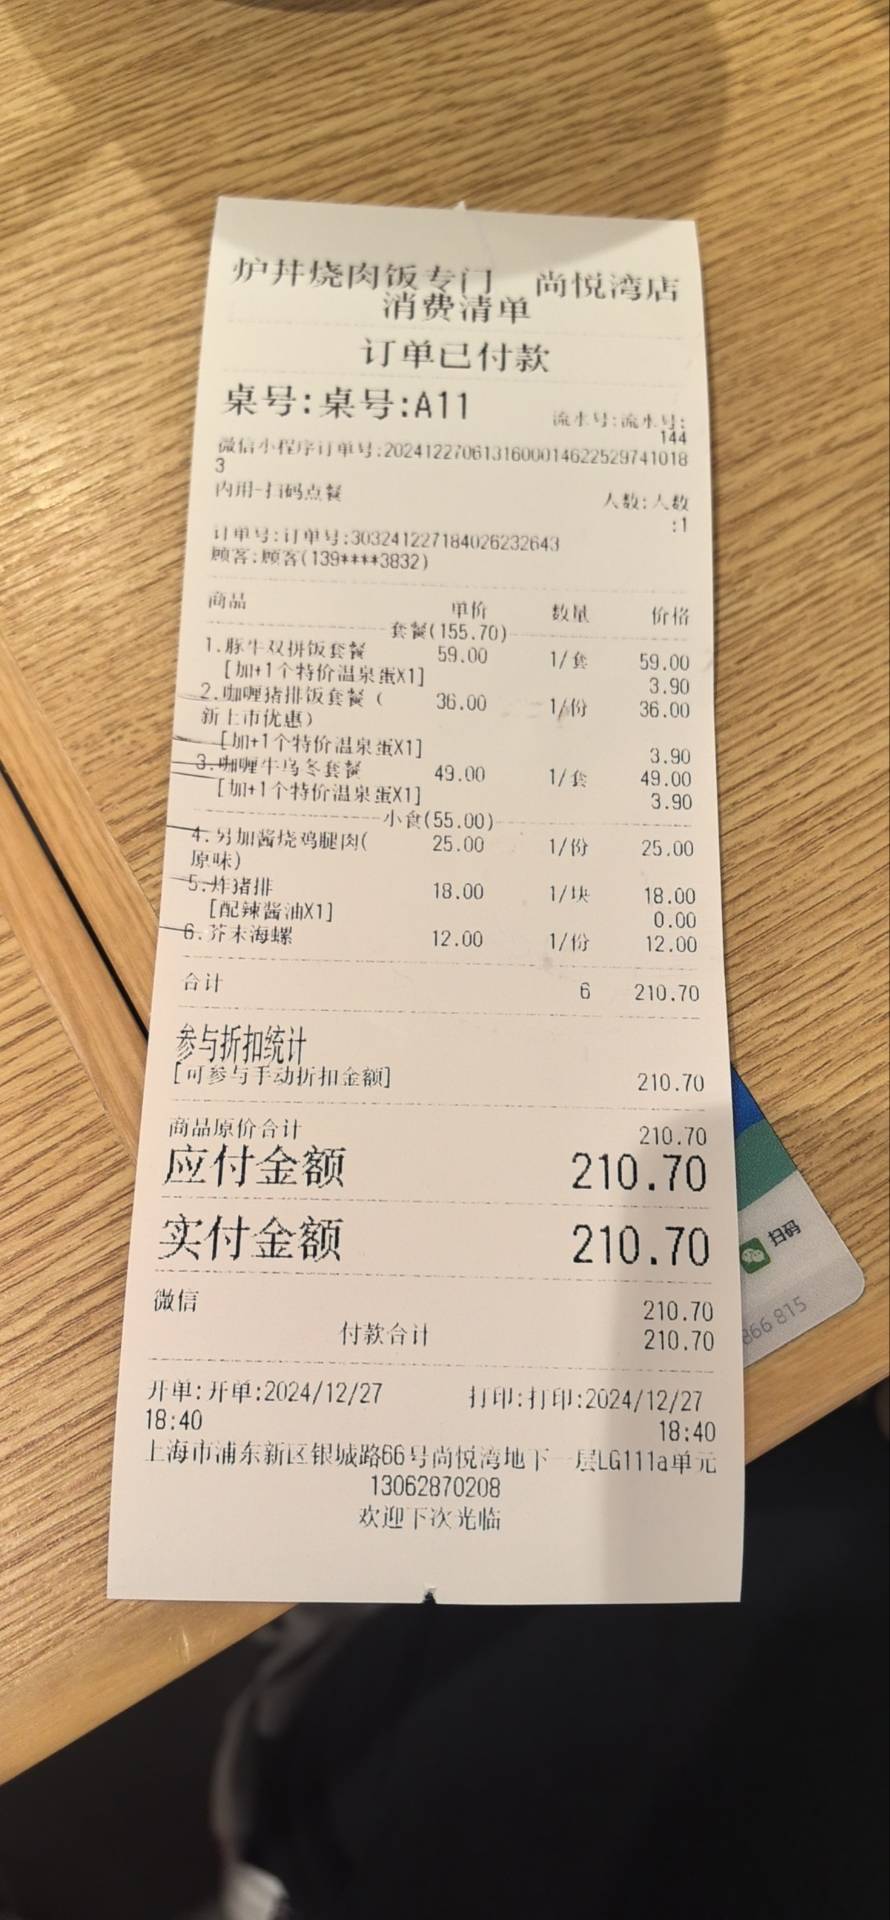 炉丼烧肉饭专门 尚悦湾店
消费清单
订单已付款
桌号:桌号:A11
流水号:流水号:
144
微信小程序订单号:2024122706131600014622529741018
3
内用-扫码点餐
人数:人数
:1
订单号:订单号:303241227184026232643
顾客:顾客(139****3832)
商品 单价 数量 价格
套餐(155.70)
1.豚牛双拼饭套餐 59.00 1/套 59.00
[加+1个特价温泉蛋X1] 3.90
2.咖喱猪排饭套餐( 36.00 1/份 36.00
新上市优惠)
[加+1个特价温泉蛋X1] 3.90
3.咖喱牛乌冬套餐 49.00 1/套 49.00
[加+1个特价温泉蛋X1] 3.90
小食(55.00)
4.另加酱烧鸡腿肉( 25.00 1/份 25.00
原味)
5.炸猪排 18.00 1/块 18.00
[配辣酱油X1] 0.00
6.芥末海螺 12.00 1/份 12.00
合计 6 210.70
参与折扣统计
[可参与手动折扣金额] 210.70
商品原价合计 210.70
应付金额 210.70
实付金额 210.70
微信 210.70
付款合计 210.70
开单:开单:2024/12/27 打印:打印:2024/12/27
18:40 18:40
上海市浦东新区银城路66号尚悦湾地下一层LG111a单元
13062870208
欢迎下次光临
扫码
866 815